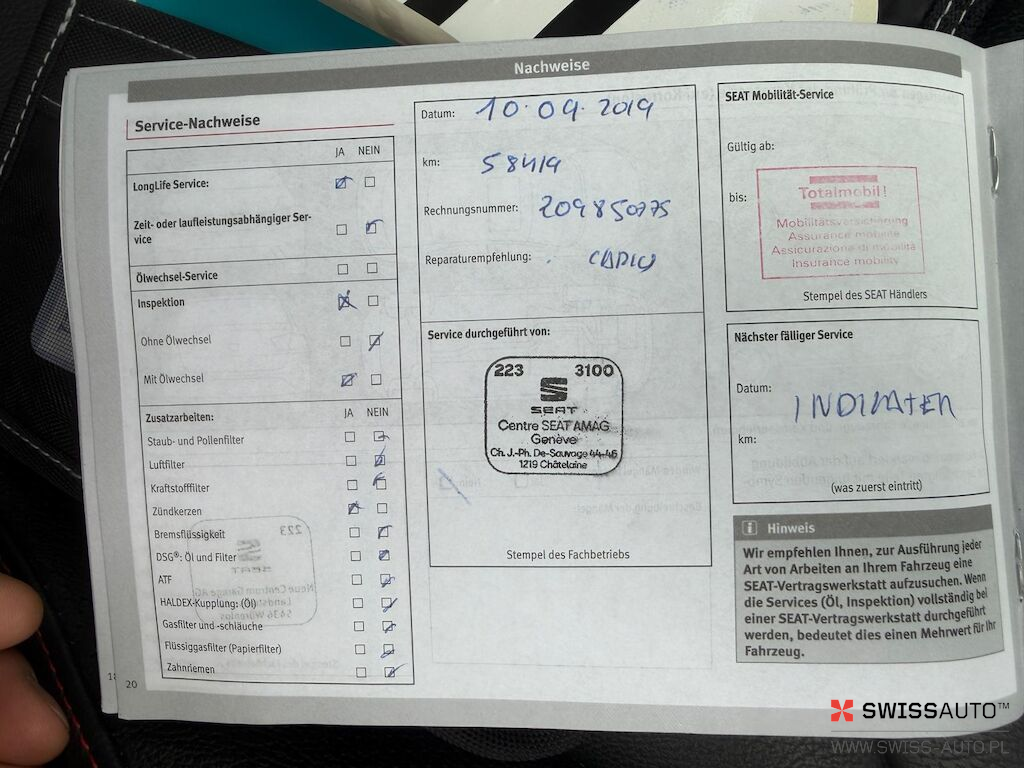 Nachweise
Service-Nachweise
JA NEIN
LongLife Service:
Zeit- oder laufleistungsabhängiger Ser-
vice
Ölwechsel-Service
Inspektion
Ohne Ölwechsel
Mit Ölwechsel
Zusatzarbeiten: JA NEIN
Staub- und Pollenfilter
Luftfilter
Kraftstofffilter
Zündkerzen
Bremsflüssigkeit
DSG®: Öl und Filter
ATF
HALDEX-Kupplung: (Öl)
Gasfilter und -schläuche
Flüssiggasfilter (Papierfilter)
Zahnriemen
20
Datum: 10.09.2019
km: 58419
Rechnungsnummer: 209850775
Reparaturempfehlung:
Service durchgeführt von:
223 3100
SEAT
Centre SEAT AMAG
Genève
Ch. J.-Ph. De-Sauvage 44-46
1219 Châtelaine
Stempel des Fachbetriebs
SEAT Mobilität-Service
Gültig ab:
bis:
Totalmobil!
Mobilitätsversicherung
Assurance mobilité
Assicurazione di mobilità
Insurance mobility
Stempel des SEAT Händlers
Nächster fälliger Service
Datum:
km:
(was zuerst eintritt)
i Hinweis
Wir empfehlen Ihnen, zur Ausführung jeder
Art von Arbeiten an Ihrem Fahrzeug eine
SEAT-Vertragswerkstatt aufzusuchen. Wenn
die Services (Öl, Inspektion) vollständig bei
einer SEAT-Vertragswerkstatt durchgeführt
werden, bedeutet dies einen Mehrwert für Ihr
Fahrzeug.
SWISSAUTO™
WWW.SWISS-AUTO.PL